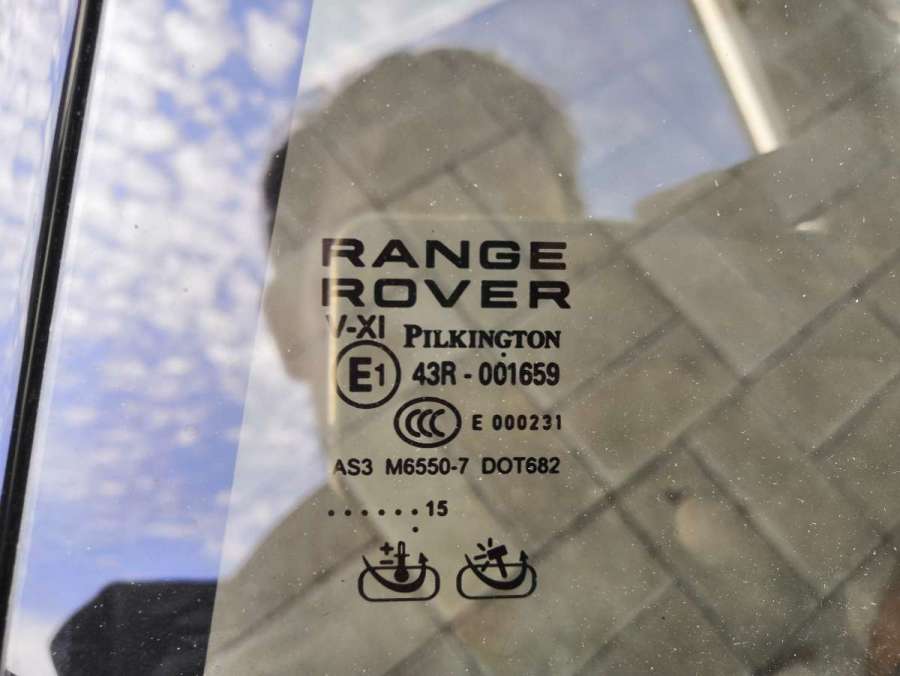 RANGE
ROVER
V-XI PILKINGTON
E1 43R - 001659
CCC E 000231
AS3 M6550-7 DOT682
. . . . . . . 15
.
+
-